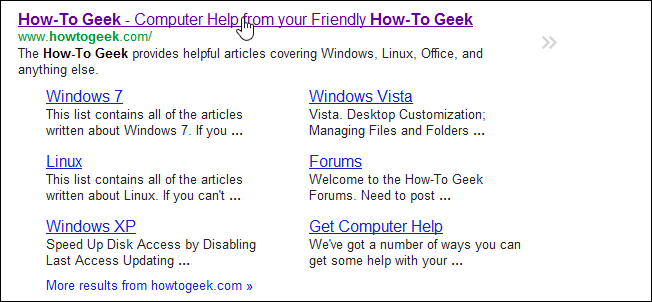 How-To Geek - Computer Help from your Friendly How-To Geek
www.howtogeek.com/
The How-To Geek provides helpful articles covering Windows, Linux, Office, and
anything else.
Windows 7
This list contains all of the articles
written about Windows 7. If you ...
Windows Vista
Vista. Desktop Customization;
Managing Files and Folders ...
Linux
This list contains all of the articles
written about Linux. If you can't ...
Forums
Welcome to the How-To Geek
Forums. Need to post ...
Windows XP
Speed Up Disk Access by Disabling
Last Access Updating ...
Get Computer Help
We've got a number of ways you can
get some help with your ...
More results from howtogeek.com »